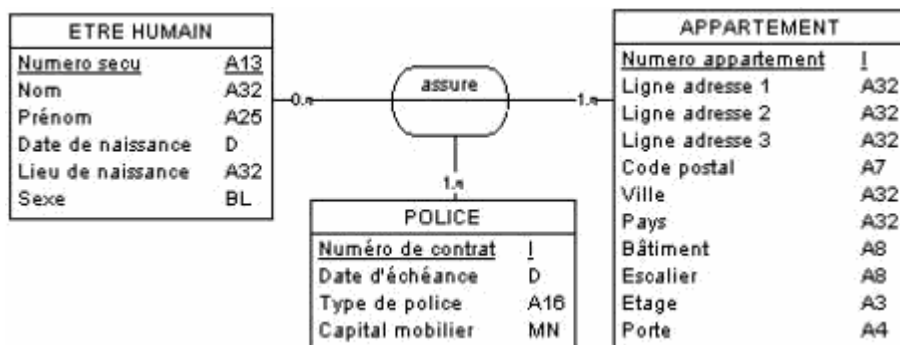 ETRE HUMAIN
Numero secu A13
Nom A32
Prénom A25
Date de naissance D
Lieu de naissance A32
Sexe BL
0.n
assure
1.n
1.n
APPARTEMENT
Numero appartement I
Ligne adresse 1 A32
Ligne adresse 2 A32
Ligne adresse 3 A32
Code postal A7
Ville A32
Pays A32
Bâtiment A8
Escalier A8
Etage A3
Porte A4
POLICE
Numéro de contrat I
Date d'échéance D
Type de police A16
Capital mobilier MN